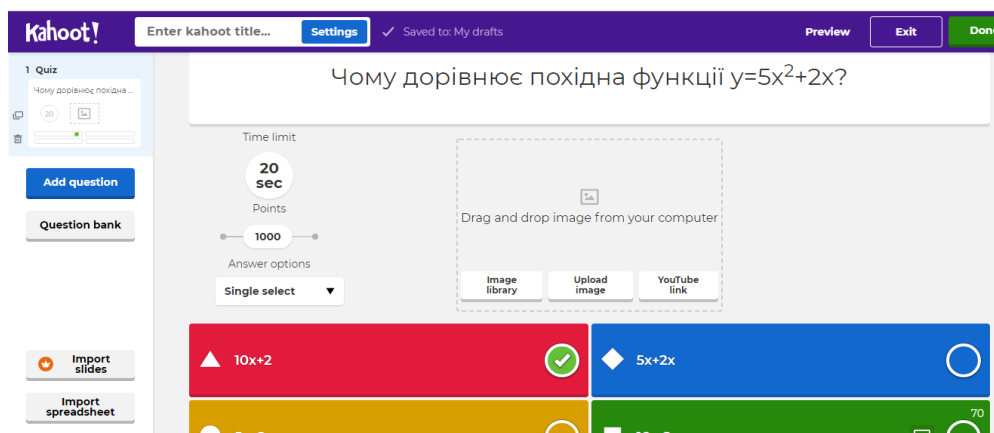 Kahoot!
Enter kahoot title...
Settings
Saved to: My drafts
Preview
Exit
1 Quiz
Чому дорівнює похідна ...
20
Чому дорівнює похідна функції y=5x²+2x?
Time limit
20
sec
Points
1000
Answer options
Single select
Drag and drop image from your computer
Image
library
Upload
image
YouTube
link
Add question
Question bank
Import
slides
Import
spreadsheet
10x+2
5x+2x
70